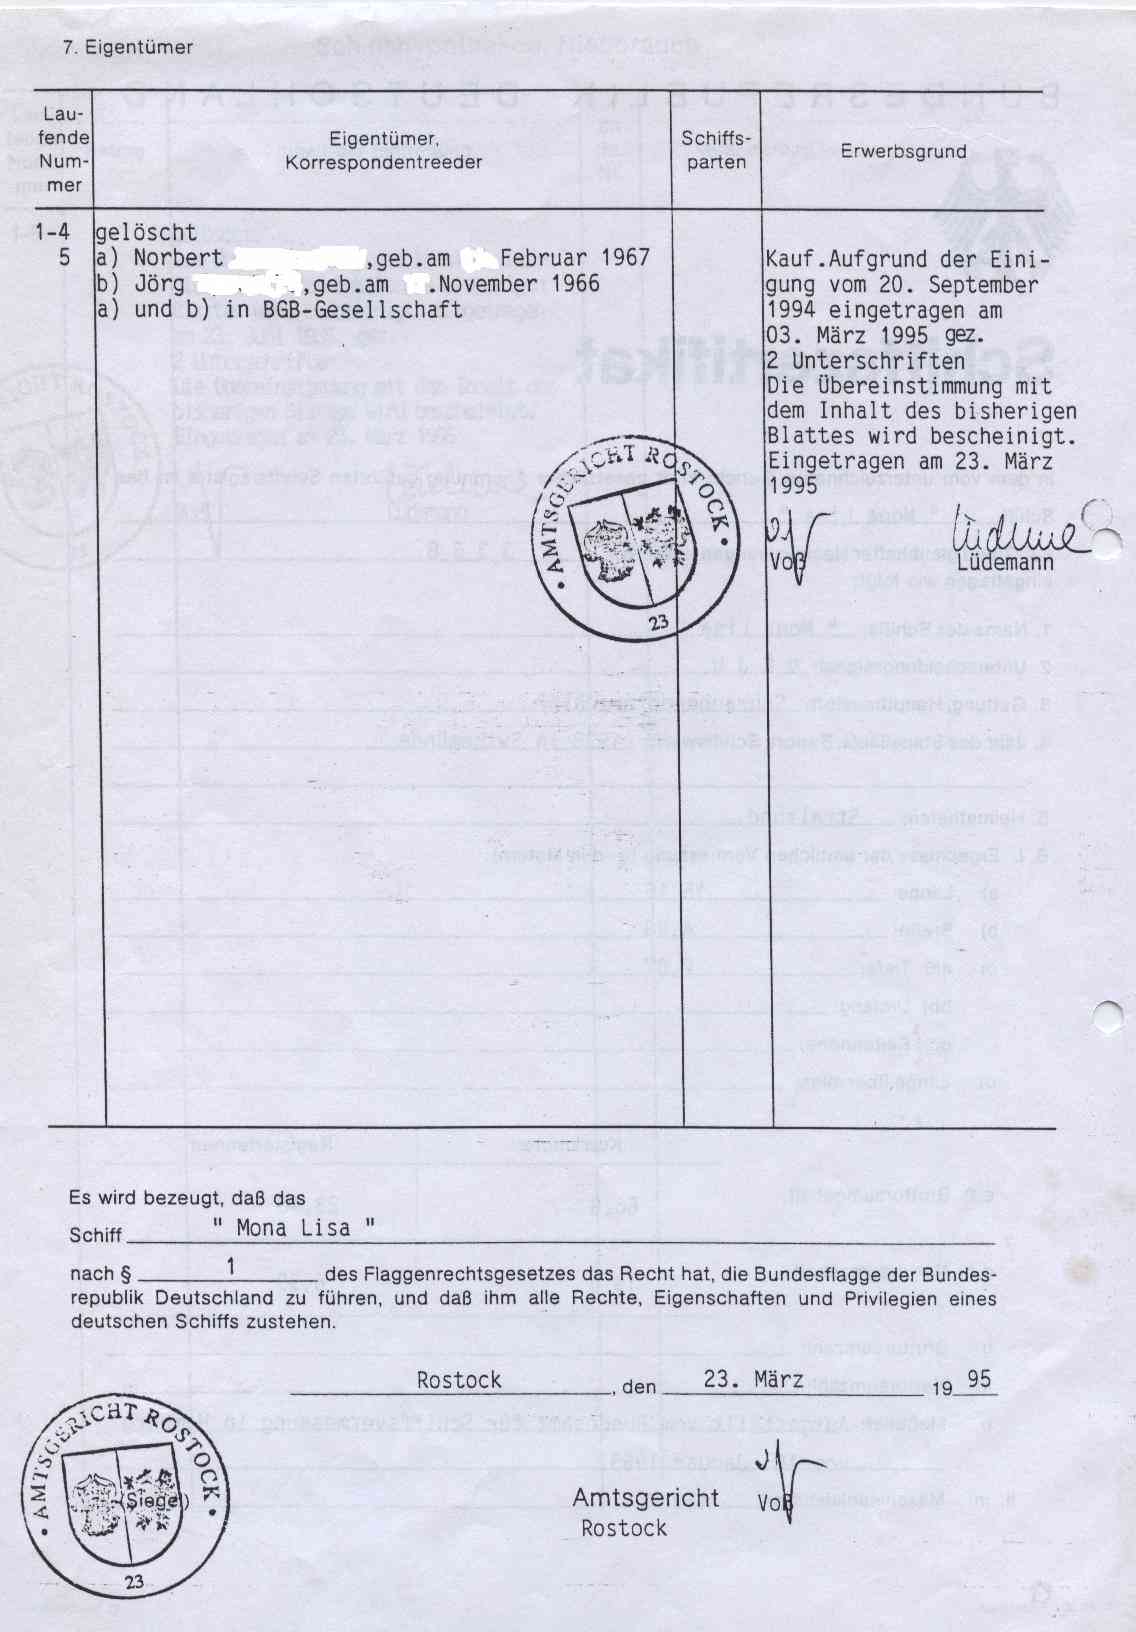 7. Eigentümer
Lau-
fende
Num-
mer
Eigentümer,
Korrespondentreeder
Schiffs-
parten
Erwerbsgrund
1-4 gelöscht
5 a) Norbert ,geb.am Februar 1967
b) Jörg ,geb.am .November 1966
a) und b) in BGB-Gesellschaft
Kauf.Aufgrund der Eini-
gung vom 20. September
1994 eingetragen am
03. März 1995 gez.
2 Unterschriften
Die Übereinstimmung mit
dem Inhalt des bisherigen
Blattes wird bescheinigt.
Eingetragen am 23. März
1995
Voß Lüdemann
• AMTSGERICHT ROSTOCK •
23
Es wird bezeugt, daß das
Schiff " Mona Lisa "
nach § 1 des Flaggenrechtsgesetzes das Recht hat, die Bundesflagge der Bundes-
republik Deutschland zu führen, und daß ihm alle Rechte, Eigenschaften und Privilegien eines
deutschen Schiffs zustehen.
Rostock , den 23. März 19 95
• AMTSGERICHT ROSTOCK •
(Siegel)
23
Amtsgericht Voß
Rostock